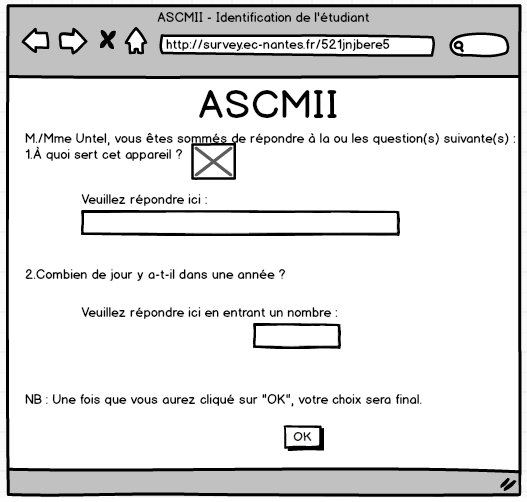 ASCMII - Identification de l'étudiant
http://survey.ec-nantes.fr/521jnjbere5
ASCMII
M./Mme Untel, vous êtes sommés de répondre à la ou les question(s) suivante(s) :
1.À quoi sert cet appareil ?
Veuillez répondre ici :
2.Combien de jour y a-t-il dans une année ?
Veuillez répondre ici en entrant un nombre :
NB : Une fois que vous aurez cliqué sur "OK", votre choix sera final.
OK